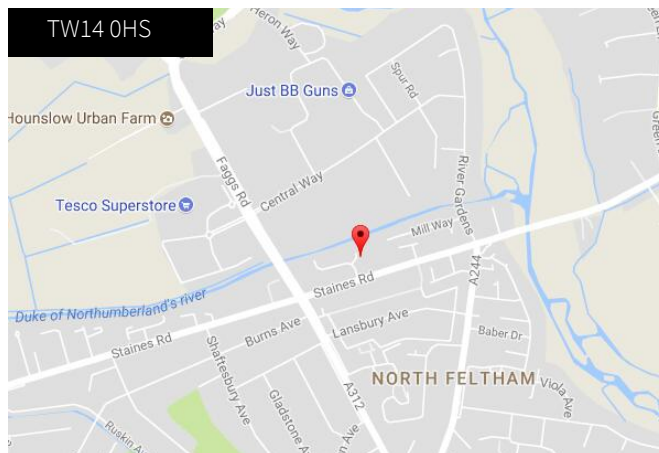 TW14 0HS
Heron Way
Spur Rd
Just BB Guns
Hounslow Urban Farm
Faggs Rd
Central Way
River Gardens
Tesco Superstore
Mill Way
Staines Rd
A244
Duke of Northumberland's river
Staines Rd
Burns Ave
Lansbury Ave
Baber Dr
Shaftesbury Ave
NORTH FELTHAM
Viola Ave
A312
Gladstone Av
Ruskin A
n Ave
Green